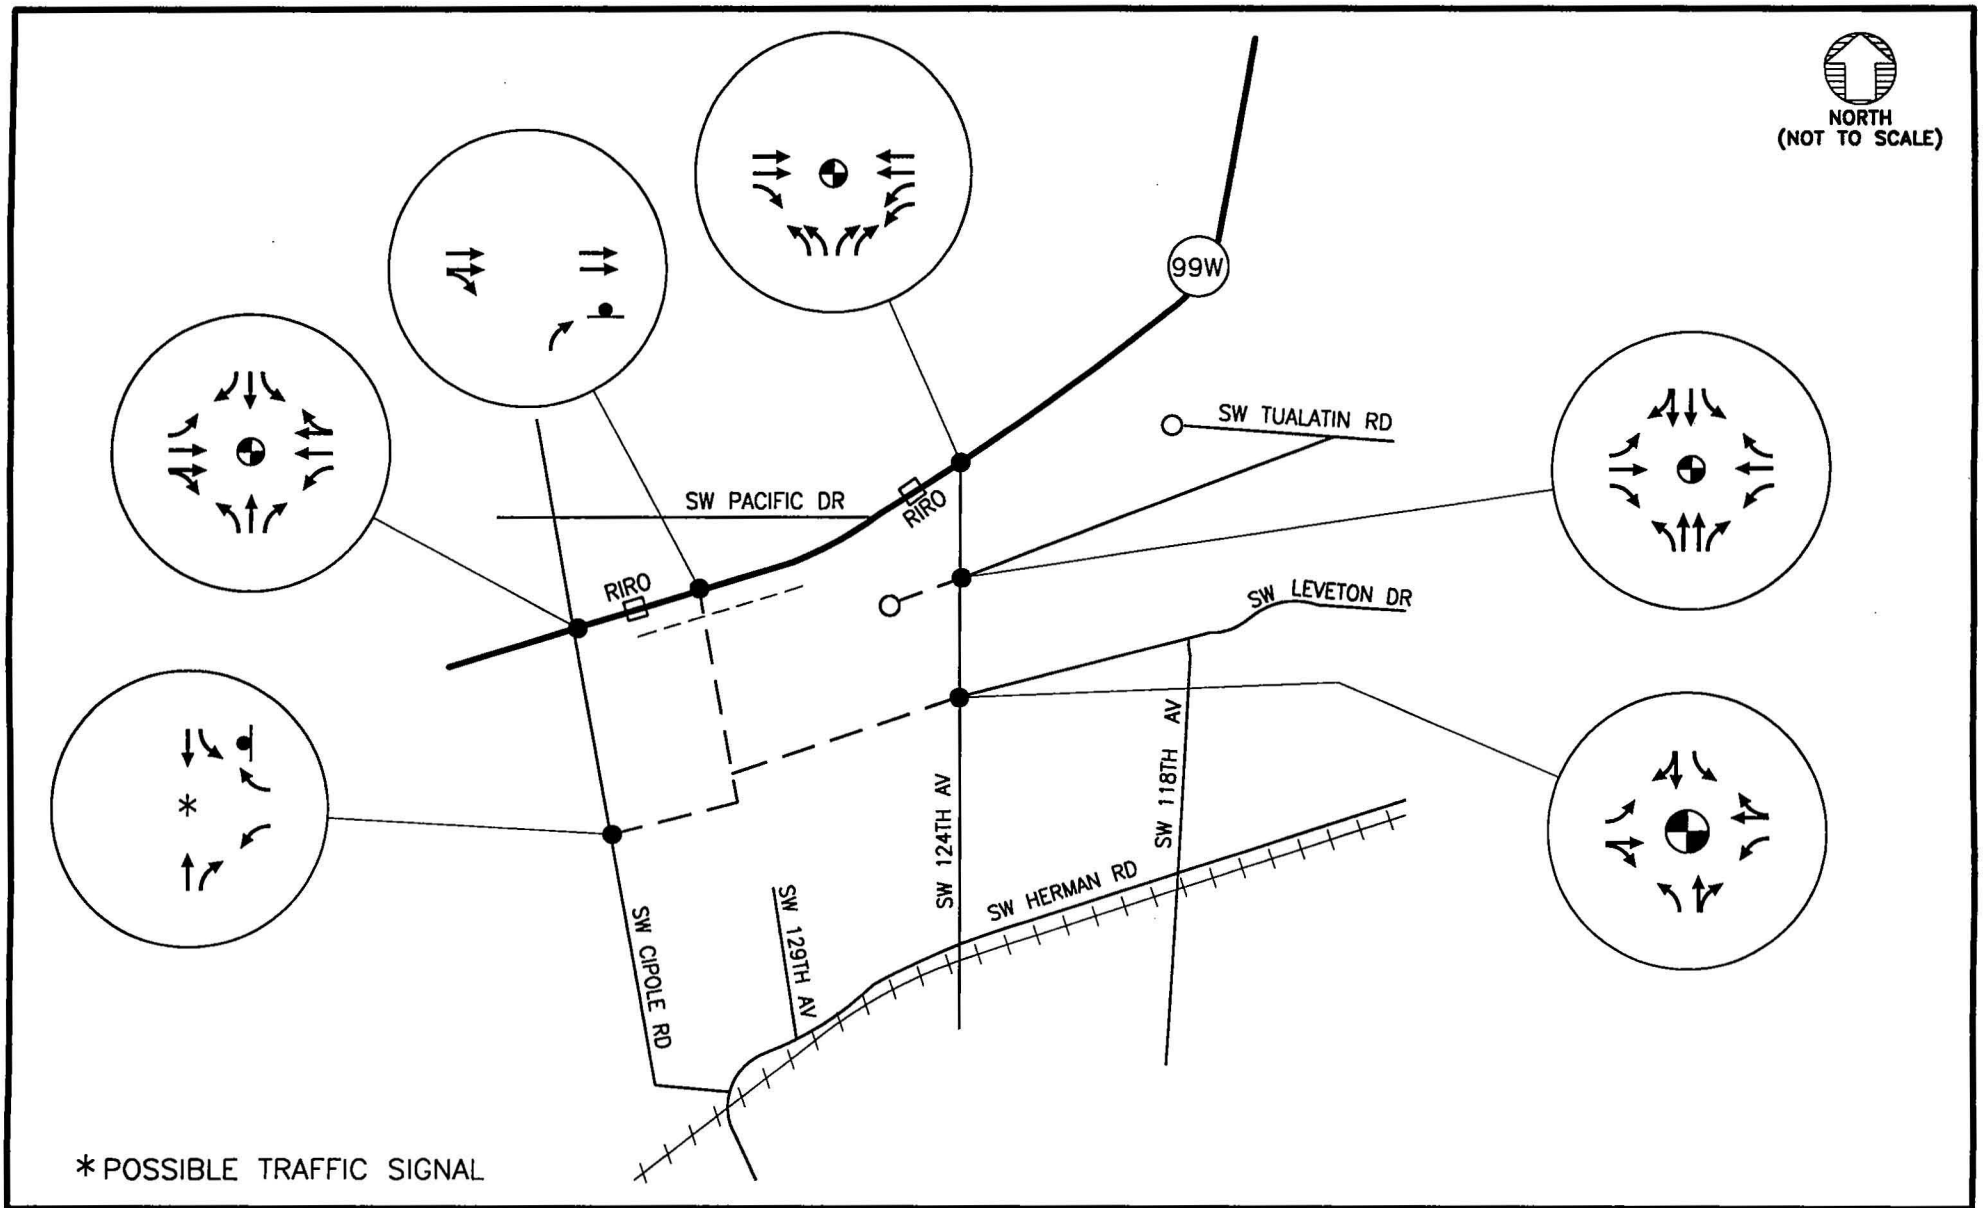 NORTH
(NOT TO SCALE)
99W
SW TUALATIN RD
SW PACIFIC DR
RIRO
RIRO
SW LEVETON DR
SW 118TH AV
SW 124TH AV
SW HERMAN RD
SW 129TH AV
SW CIPOLE RD
* POSSIBLE TRAFFIC SIGNAL